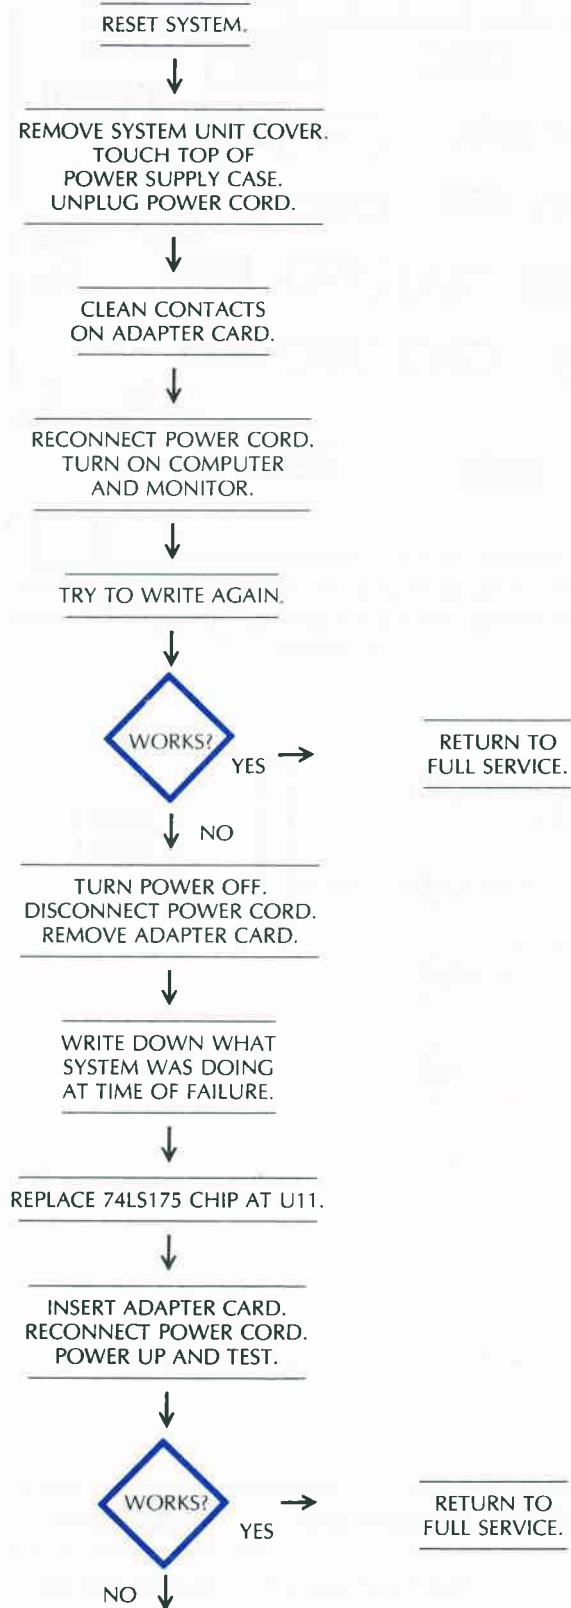 RESET SYSTEM.
REMOVE SYSTEM UNIT COVER.
TOUCH TOP OF
POWER SUPPLY CASE.
UNPLUG POWER CORD.
CLEAN CONTACTS
ON ADAPTER CARD.
RECONNECT POWER CORD.
TURN ON COMPUTER
AND MONITOR.
TRY TO WRITE AGAIN.
WORKS?
YES
RETURN TO
FULL SERVICE.
NO
TURN POWER OFF.
DISCONNECT POWER CORD.
REMOVE ADAPTER CARD.
WRITE DOWN WHAT
SYSTEM WAS DOING
AT TIME OF FAILURE.
REPLACE 74LS175 CHIP AT U11.
INSERT ADAPTER CARD.
RECONNECT POWER CORD.
POWER UP AND TEST.
WORKS?
YES
RETURN TO
FULL SERVICE.
NO